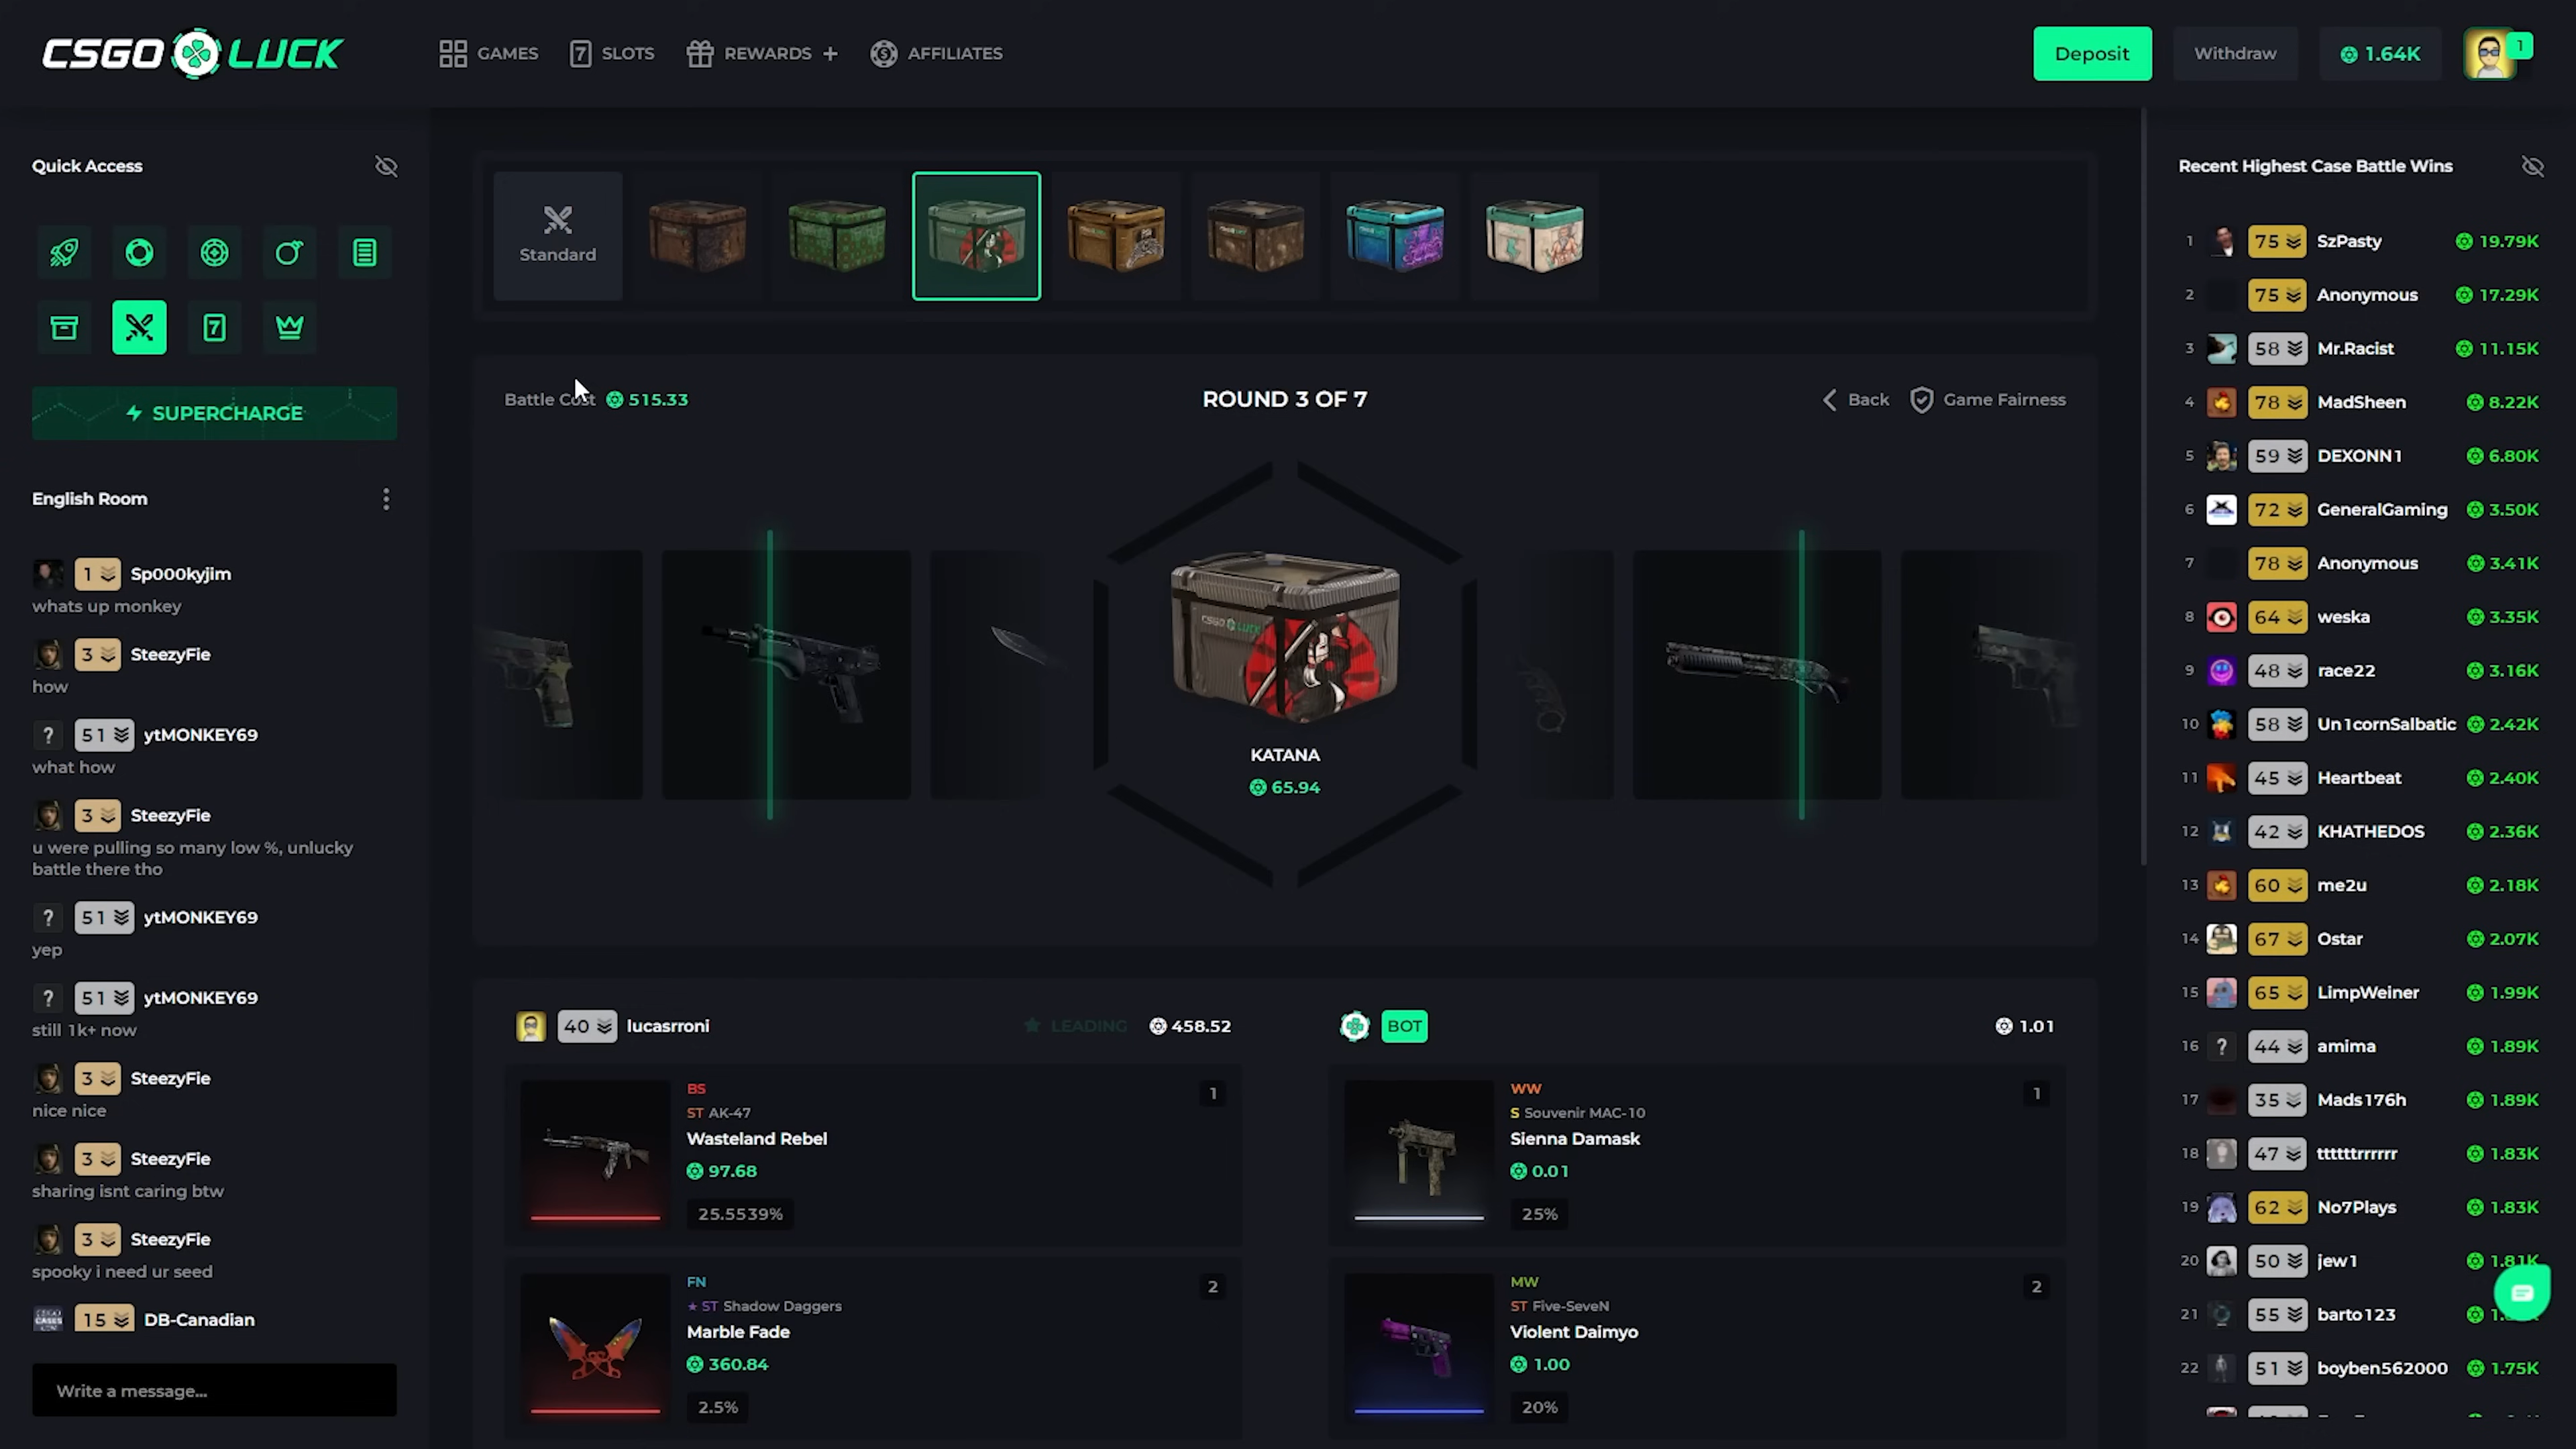 CSGO LUCK
GAMES
SLOTS
REWARDS +
AFFILIATES
Deposit
Withdraw
1.64K
1
Quick Access
SUPERCHARGE
English Room
1 Sp000kyjim
whats up monkey
3 SteezyFie
how
? 51 ytMONKEY69
what how
3 SteezyFie
u were pulling so many low %, unlucky
battle there tho
? 51 ytMONKEY69
yep
? 51 ytMONKEY69
still 1k+ now
3 SteezyFie
nice nice
3 SteezyFie
sharing isnt caring btw
3 SteezyFie
spooky i need ur seed
15 DB-Canadian
Write a message...
Standard
Battle Cost 515.33
ROUND 3 OF 7
Back
Game Fairness
CSGO LUCK
KATANA
65.94
40 lucasrroni
LEADING
458.52
BS
1
ST AK-47
Wasteland Rebel
97.68
25.5539%
FN
2
★ ST Shadow Daggers
Marble Fade
360.84
2.5%
BOT
1.01
WW
1
S Souvenir MAC-10
Sienna Damask
0.01
25%
MW
2
ST Five-SeveN
Violent Daimyo
1.00
20%
Recent Highest Case Battle Wins
1 75 SzPasty 19.79K
2 75 Anonymous 17.29K
3 58 Mr.Racist 11.15K
4 78 MadSheen 8.22K
5 59 DEXONN1 6.80K
6 72 GeneralGaming 3.50K
7 78 Anonymous 3.41K
8 64 weska 3.35K
9 48 race22 3.16K
10 58 Un1cornSalbatic 2.42K
11 45 Heartbeat 2.40K
12 42 KHATHEDOS 2.36K
13 60 me2u 2.18K
14 67 Ostar 2.07K
15 65 LimpWeiner 1.99K
16 ? 44 amima 1.89K
17 35 Mads176h 1.89K
18 47 ttttttrrrrrr 1.83K
19 62 No7Plays 1.83K
20 50 jew1 1.81K
21 55 barto123
22 51 boyben562000 1.75K